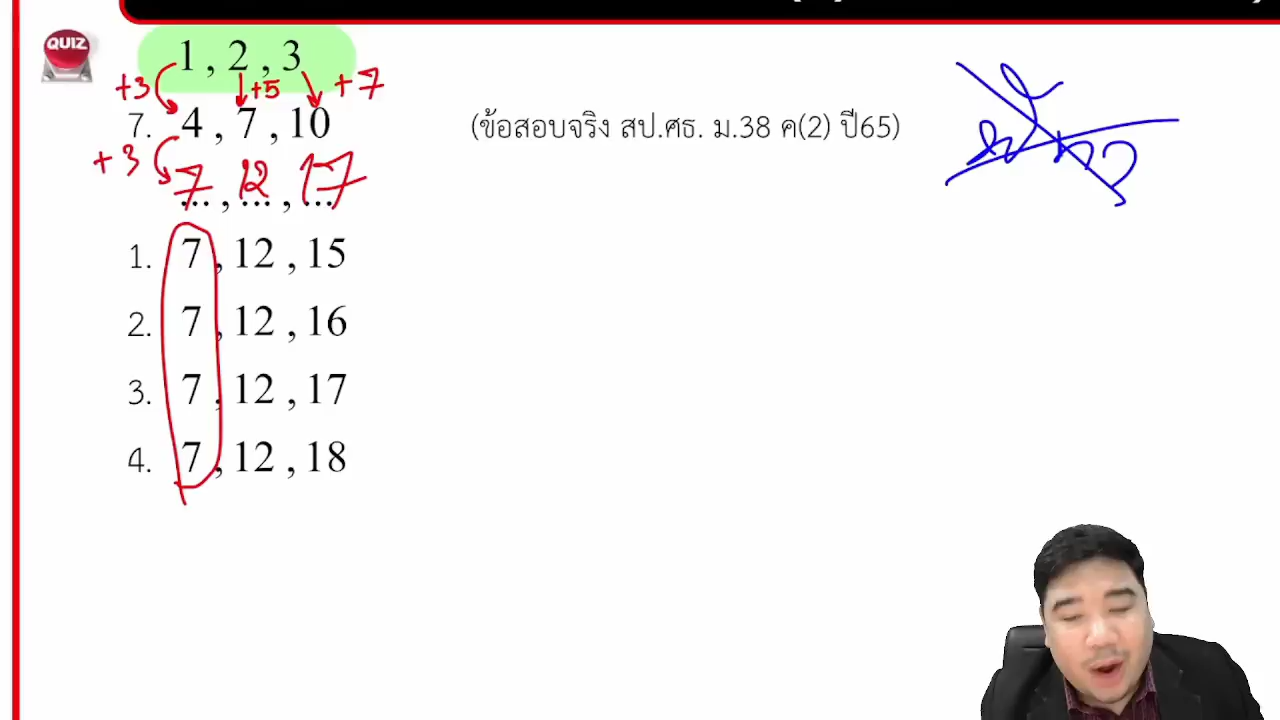 QUIZ
1 , 2 , 3
+3 +5 +7
7. 4 , 7 , 10 (ข้อสอบจริง สป.ศธ. ม.38 ค(2) ปี65)
+3 7 12 17
... , ... , ...
1. 7 , 12 , 15
2. 7 , 12 , 16
3. 7 , 12 , 17
4. 7 , 12 , 18